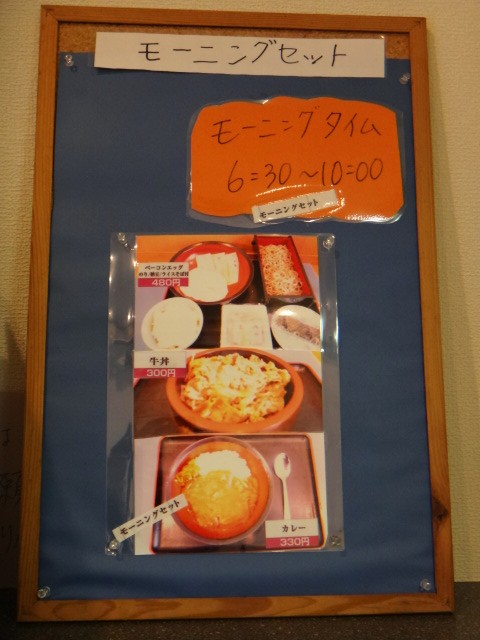 モーニングセット
モーニングタイム
6:30～10:00
モーニングセット
ベーコンエッグ
480円
牛丼
300円
モーニングセット
カレー
330円